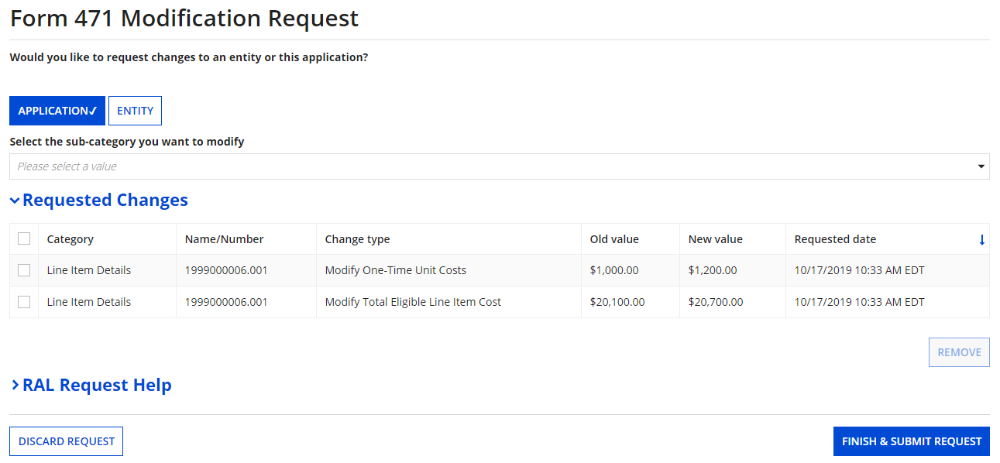 Form 471 Modification Request
Would you like to request changes to an entity or this application?
APPLICATION✓ ENTITY
Select the sub-category you want to modify
Please select a value
Requested Changes
Category Name/Number Change type Old value New value Requested date
Line Item Details 1999000006.001 Modify One-Time Unit Costs $1,000.00 $1,200.00 10/17/2019 10:33 AM EDT
Line Item Details 1999000006.001 Modify Total Eligible Line Item Cost $20,100.00 $20,700.00 10/17/2019 10:33 AM EDT
REMOVE
RAL Request Help
DISCARD REQUEST FINISH & SUBMIT REQUEST